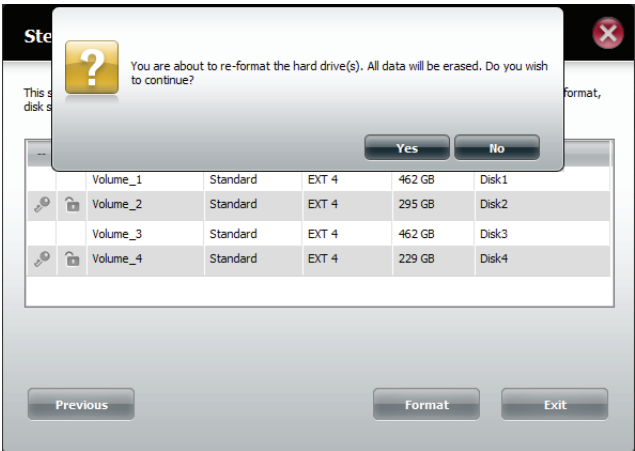 Ste
You are about to re-format the hard drive(s). All data will be erased. Do you wish
to continue?
This s
format,
disk s
Yes No
--
Volume_1 Standard EXT 4 462 GB Disk1
Volume_2 Standard EXT 4 295 GB Disk2
Volume_3 Standard EXT 4 462 GB Disk3
Volume_4 Standard EXT 4 229 GB Disk4
Previous Format Exit